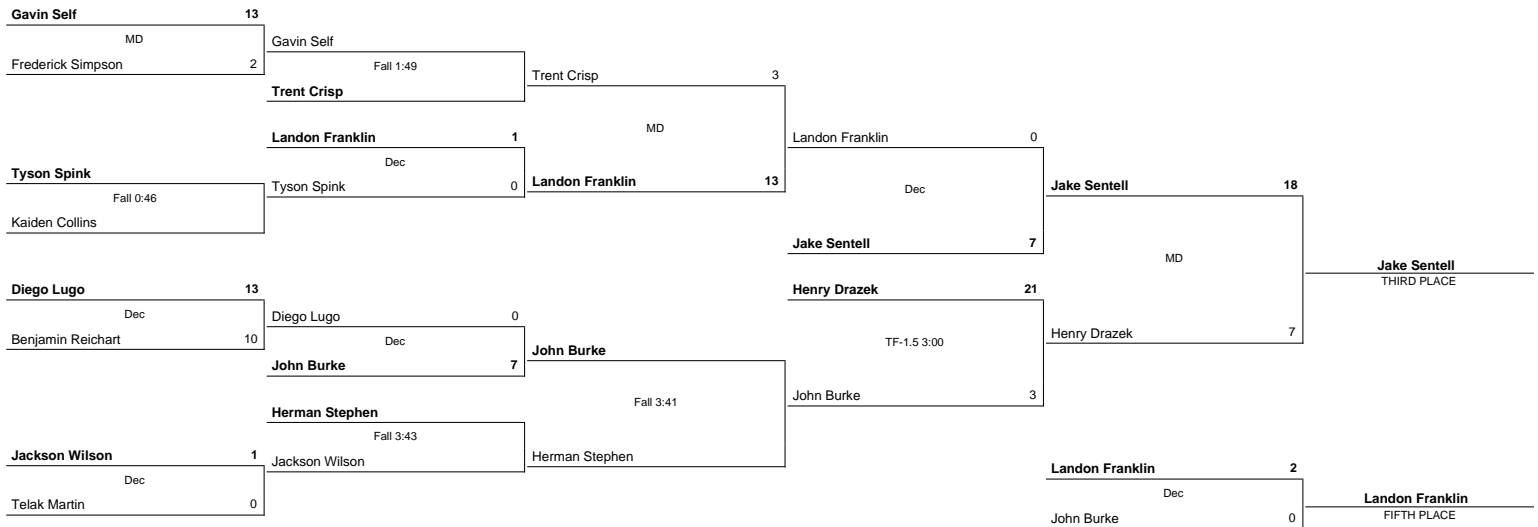 Gavin Self 13
MD
Frederick Simpson 2
Tyson Spink
Fall 0:46
Kaiden Collins
Diego Lugo 13
Dec
Benjamin Reichart 10
Jackson Wilson 1
Dec
Telak Martin 0
Gavin Self
Fall 1:49
Trent Crisp
Landon Franklin 1
Dec
Tyson Spink 0
Diego Lugo 0
Dec
John Burke 7
Herman Stephen
Fall 3:43
Jackson Wilson
Trent Crisp 3
MD
Landon Franklin 13
John Burke
Fall 3:41
Herman Stephen
Landon Franklin 0
Dec
Jake Sentell 7
Henry Drazek 21
TF-1.5 3:00
John Burke 3
Jake Sentell 18
MD
Henry Drazek 7
Jake Sentell
THIRD PLACE
Landon Franklin 2
Dec
John Burke 0
Landon Franklin
FIFTH PLACE